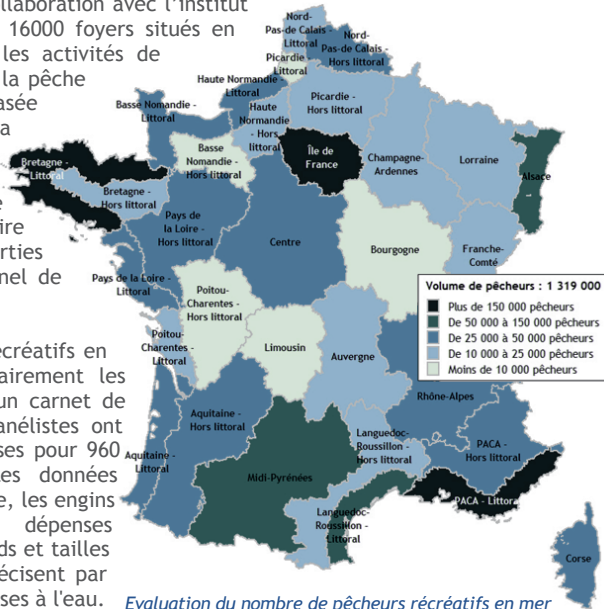 ollaboration avec l'institut
16000 foyers situés en
les activités de
la pêche
asée
a
e
ire
rties
nel de
écréatifs en
airement les
un carnet de
anélistes ont
ses pour 960
es données
e, les engins
dépenses
ds et tailles
écisent par
ses à l'eau.
Nord-
Pas-de Calais -
Littoral
Nord-
Pas-de Calais -
Hors littoral
Picardie -
Littoral
Haute Normandie -
Littoral
Picardie -
Hors littoral
Basse Nomandie -
Littoral
Haute
Normandie
- Hors
littoral
Basse
Nomandie -
Hors littoral
Île de
France
Champagne-
Ardennes
Lorraine
Alsace
Bretagne -
Littoral
Bretagne -
Hors littoral
Pays de
la Loire -
Hors littoral
Centre
Bourgogne
Franche-
Comté
Pays de la Loire -
Littoral
Poitou-
Charentes -
Hors littoral
Poitou-
Charentes -
Littoral
Limousin
Auvergne
Rhône-Alpes
Aquitaine -
Hors littoral
Aquitaine -
Littoral
Languedoc-
Roussillon -
Hors littoral
PACA -
Hors littoral
Midi-Pyrénées
Languedoc-
Roussillon -
Littoral
PACA - Littoral
Corse
Volume de pêcheurs : 1 319 000
Plus de 150 000 pêcheurs
De 50 000 à 150 000 pêcheurs
De 25 000 à 50 000 pêcheurs
De 10 000 à 25 000 pêcheurs
Moins de 10 000 pêcheurs
Evaluation du nombre de pêcheurs récréatifs en mer